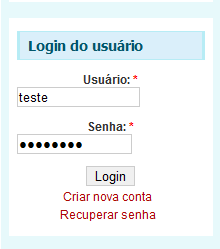 Login do usuário
Usuário: *
teste
Senha: *
●●●●●●●●
Login
Criar nova conta
Recuperar senha